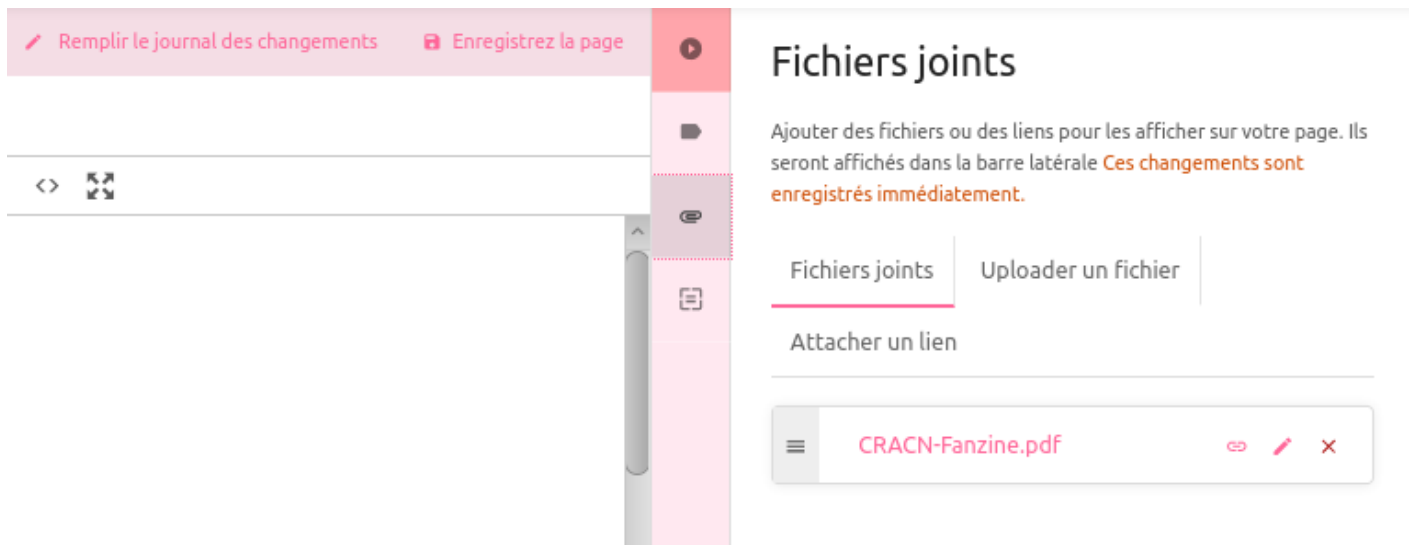 Remplir le journal des changements
Enregistrez la page
Fichiers joints
Ajouter des fichiers ou des liens pour les afficher sur votre page. Ils
seront affichés dans la barre latérale Ces changements sont
enregistrés immédiatement.
Fichiers joints
Uploader un fichier
Attacher un lien
CRACN-Fanzine.pdf